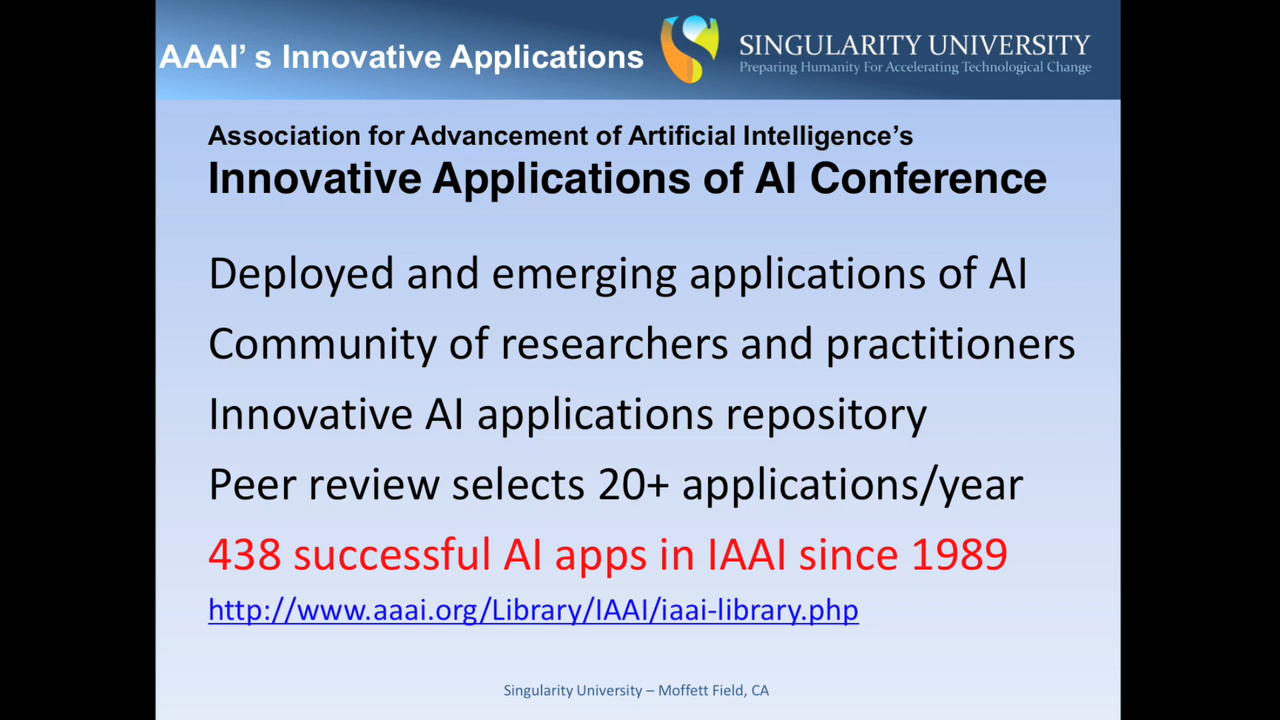 AAAI’ s Innovative Applications
SINGULARITY UNIVERSITY
Preparing Humanity For Accelerating Technological Change
Association for Advancement of Artificial Intelligence’s
Innovative Applications of AI Conference
Deployed and emerging applications of AI
Community of researchers and practitioners
Innovative AI applications repository
Peer review selects 20+ applications/year
438 successful AI apps in IAAI since 1989
http://www.aaai.org/Library/IAAI/iaai-library.php
Singularity University – Moffett Field, CA